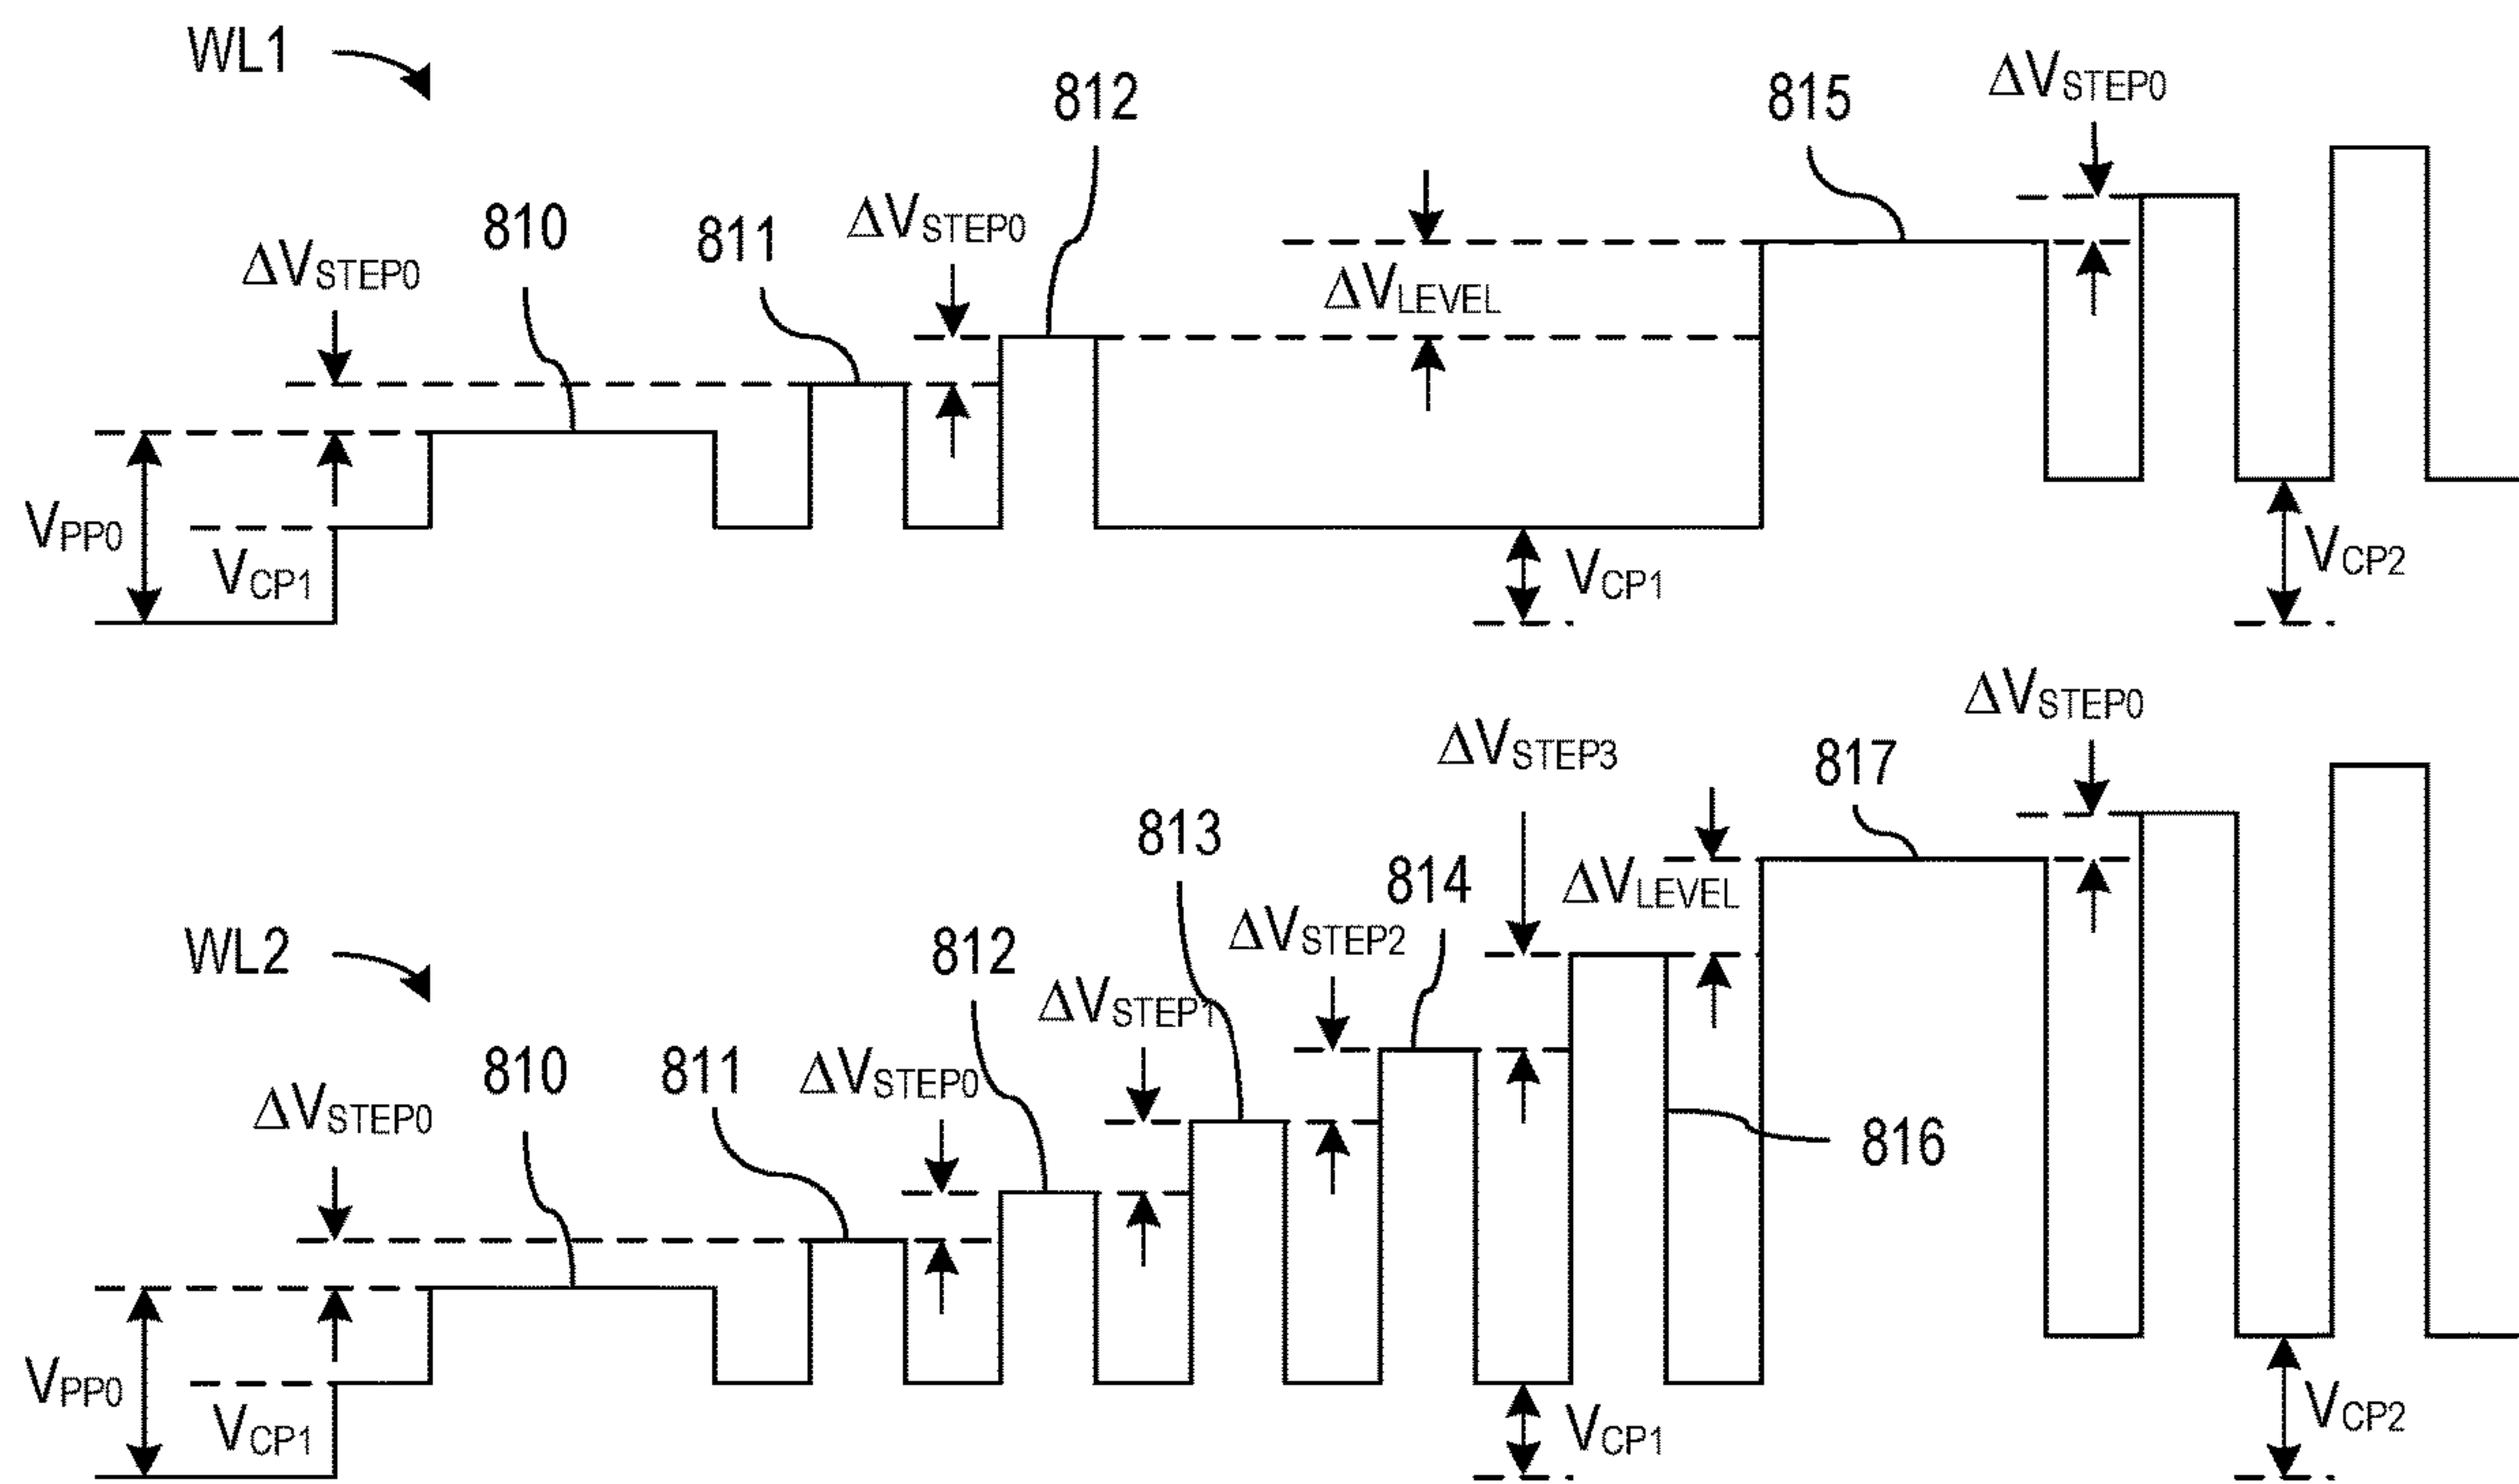 WL1
812
815
ΔVSTEP0
810
811
ΔVSTEP0
ΔVSTEP0
ΔVLEVEL
VPP0
VCP1
VCP1
VCP2
ΔVSTEP0
ΔVSTEP3
817
813
814
ΔVLEVEL
WL2
812
ΔVSTEP2
ΔVSTEP1
810
811
ΔVSTEP0
ΔVSTEP0
816
VPP0
VCP1
VCP1
VCP2